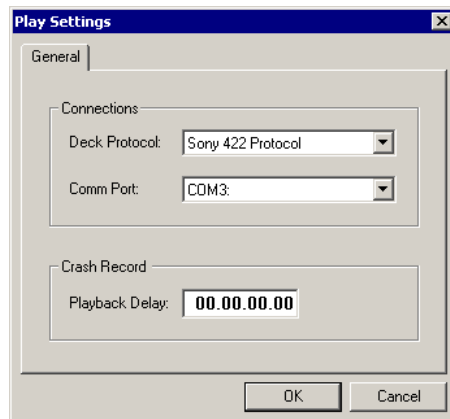 Play Settings
General
Connections
Deck Protocol: Sony 422 Protocol
Comm Port: COM3:
Crash Record
Playback Delay: 00.00.00.00
OK Cancel